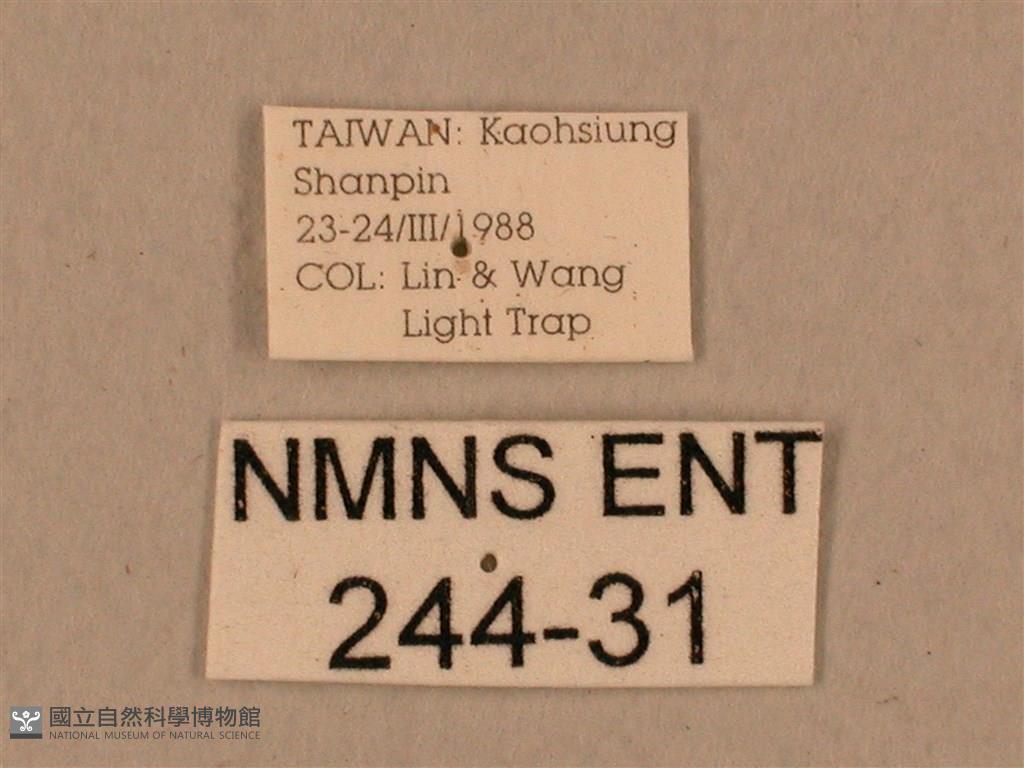 TAIWAN: Kaohsiung
Shanpin
23-24/III/1988
COL: Lin & Wang
Light Trap
NMNS ENT
244-31
國立自然科學博物館
NATIONAL MUSEUM OF NATURAL SCIENCE